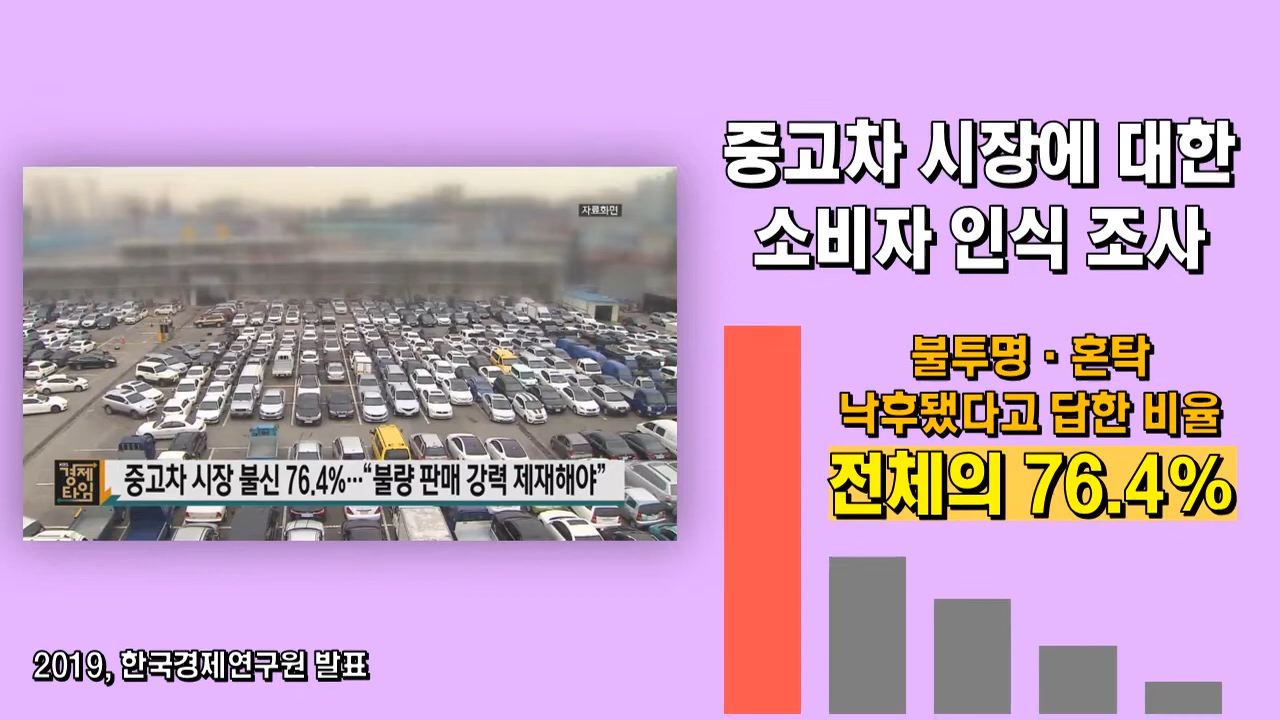 중고차 시장에 대한
소비자 인식 조사
자료화면
불투명 · 혼탁
낙후됐다고 답한 비율
전체의 76.4%
KBS
경제
타임
중고차 시장 불신 76.4%…“불량 판매 강력 제재해야”
2019, 한국경제연구원 발표